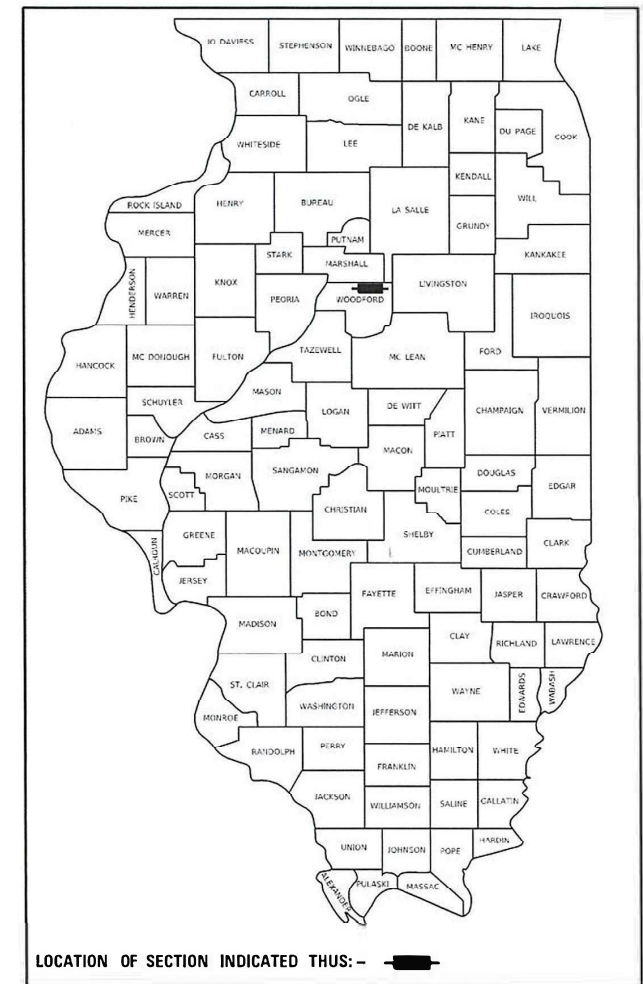 JO DAVIESS STEPHENSON WINNEBAGO BOONE MC HENRY LAKE
CARROLL OGLE DE KALB KANE DU PAGE COOK
WHITESIDE LEE
KENDALL WILL
ROCK ISLAND HENRY BUREAU LA SALLE GRUNDY
MERCER PUTNAM
STARK MARSHALL KANKAKEE
HENDERSON WARREN KNOX PEORIA WOODFORD LIVINGSTON
IROQUOIS
HANCOCK MC DONOUGH FULTON TAZEWELL MC LEAN FORD
SCHUYLER MASON
ADAMS BROWN CASS MENARD LOGAN DE WITT PIATT CHAMPAIGN VERMILION
MACON
PIKE SCOTT MORGAN SANGAMON MOULTRIE DOUGLAS EDGAR
CHRISTIAN COLES
CALHOUN GREENE MACOUPIN MONTGOMERY SHELBY CUMBERLAND CLARK
JERSEY
MADISON BOND FAYETTE EFFINGHAM JASPER CRAWFORD
CLINTON MARION CLAY RICHLAND LAWRENCE
ST. CLAIR WASHINGTON WAYNE EDWARDS WABASH
MONROE JEFFERSON
RANDOLPH PERRY HAMILTON WHITE
FRANKLIN
JACKSON WILLIAMSON SALINE GALLATIN
UNION JOHNSON POPE HARDIN
ALEXANDER PULASKI MASSAC
LOCATION OF SECTION INDICATED THUS: –